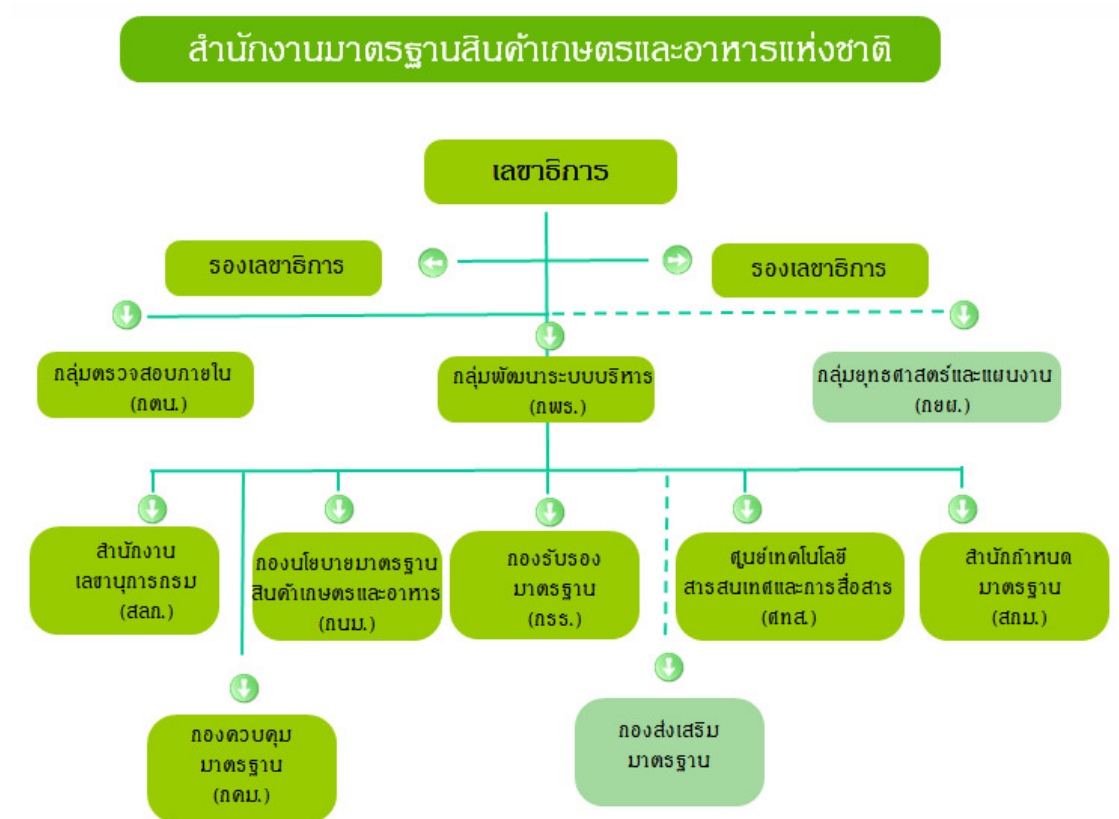 สำนักงานมาตรฐานสินค้าเกษตรและอาหารแห่งชาติ
เลขาธิการ
รองเลขาธิการ
รองเลขาธิการ
กลุ่มตรวจสอบภายใน
(กตน.)
กลุ่มพัฒนาระบบบริหาร
(กพร.)
กลุ่มยุทธศาสตร์และแผนงาน
(กยผ.)
สำนักงาน
เลขานุการกรม
(สลก.)
กองนโยบายมาตรฐาน
สินค้าเกษตรและอาหาร
(กนม.)
กองรับรอง
มาตรฐาน
(กรร.)
ศูนย์เทคโนโลยี
สารสนเทศและการสื่อสาร
(ศทส.)
สำนักกำหนด
มาตรฐาน
(สกม.)
กองควบคุม
มาตรฐาน
(กคม.)
กองส่งเสริม
มาตรฐาน